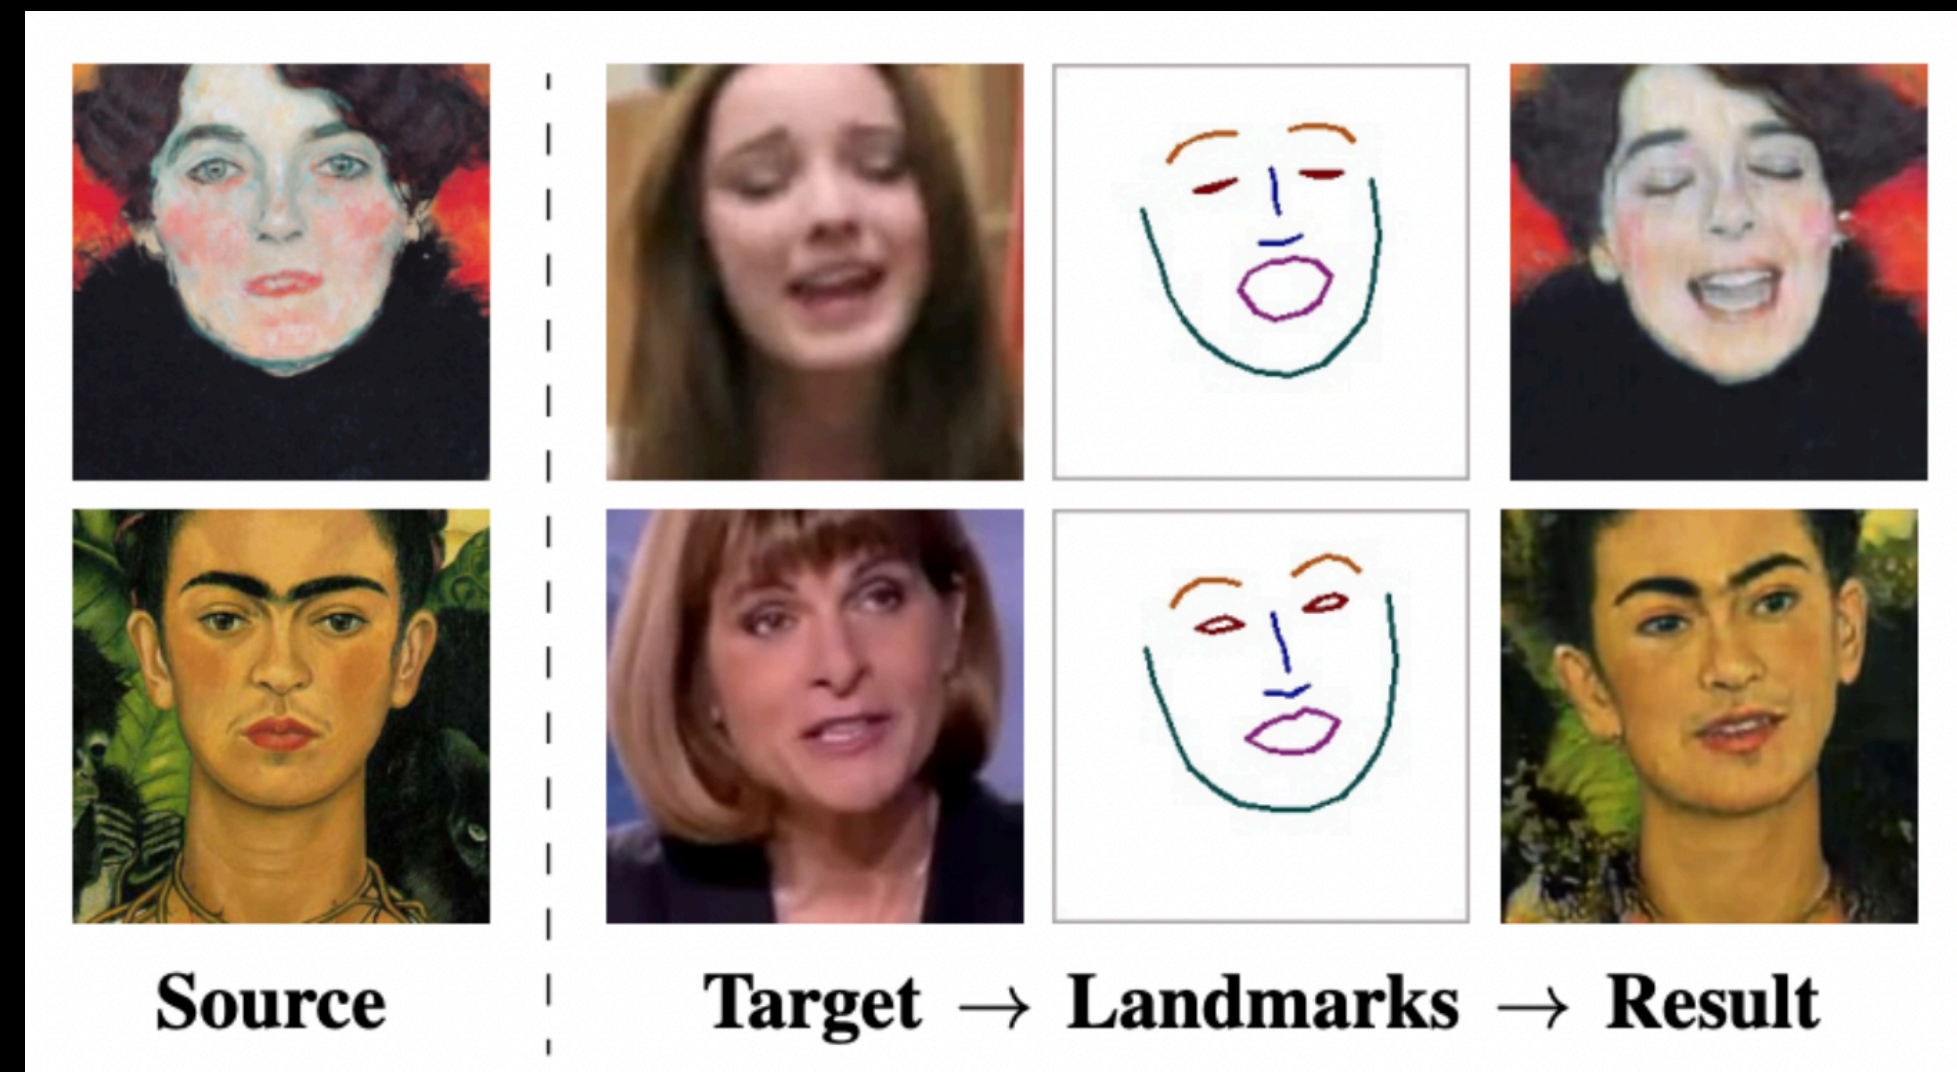 Source Target → Landmarks → Result